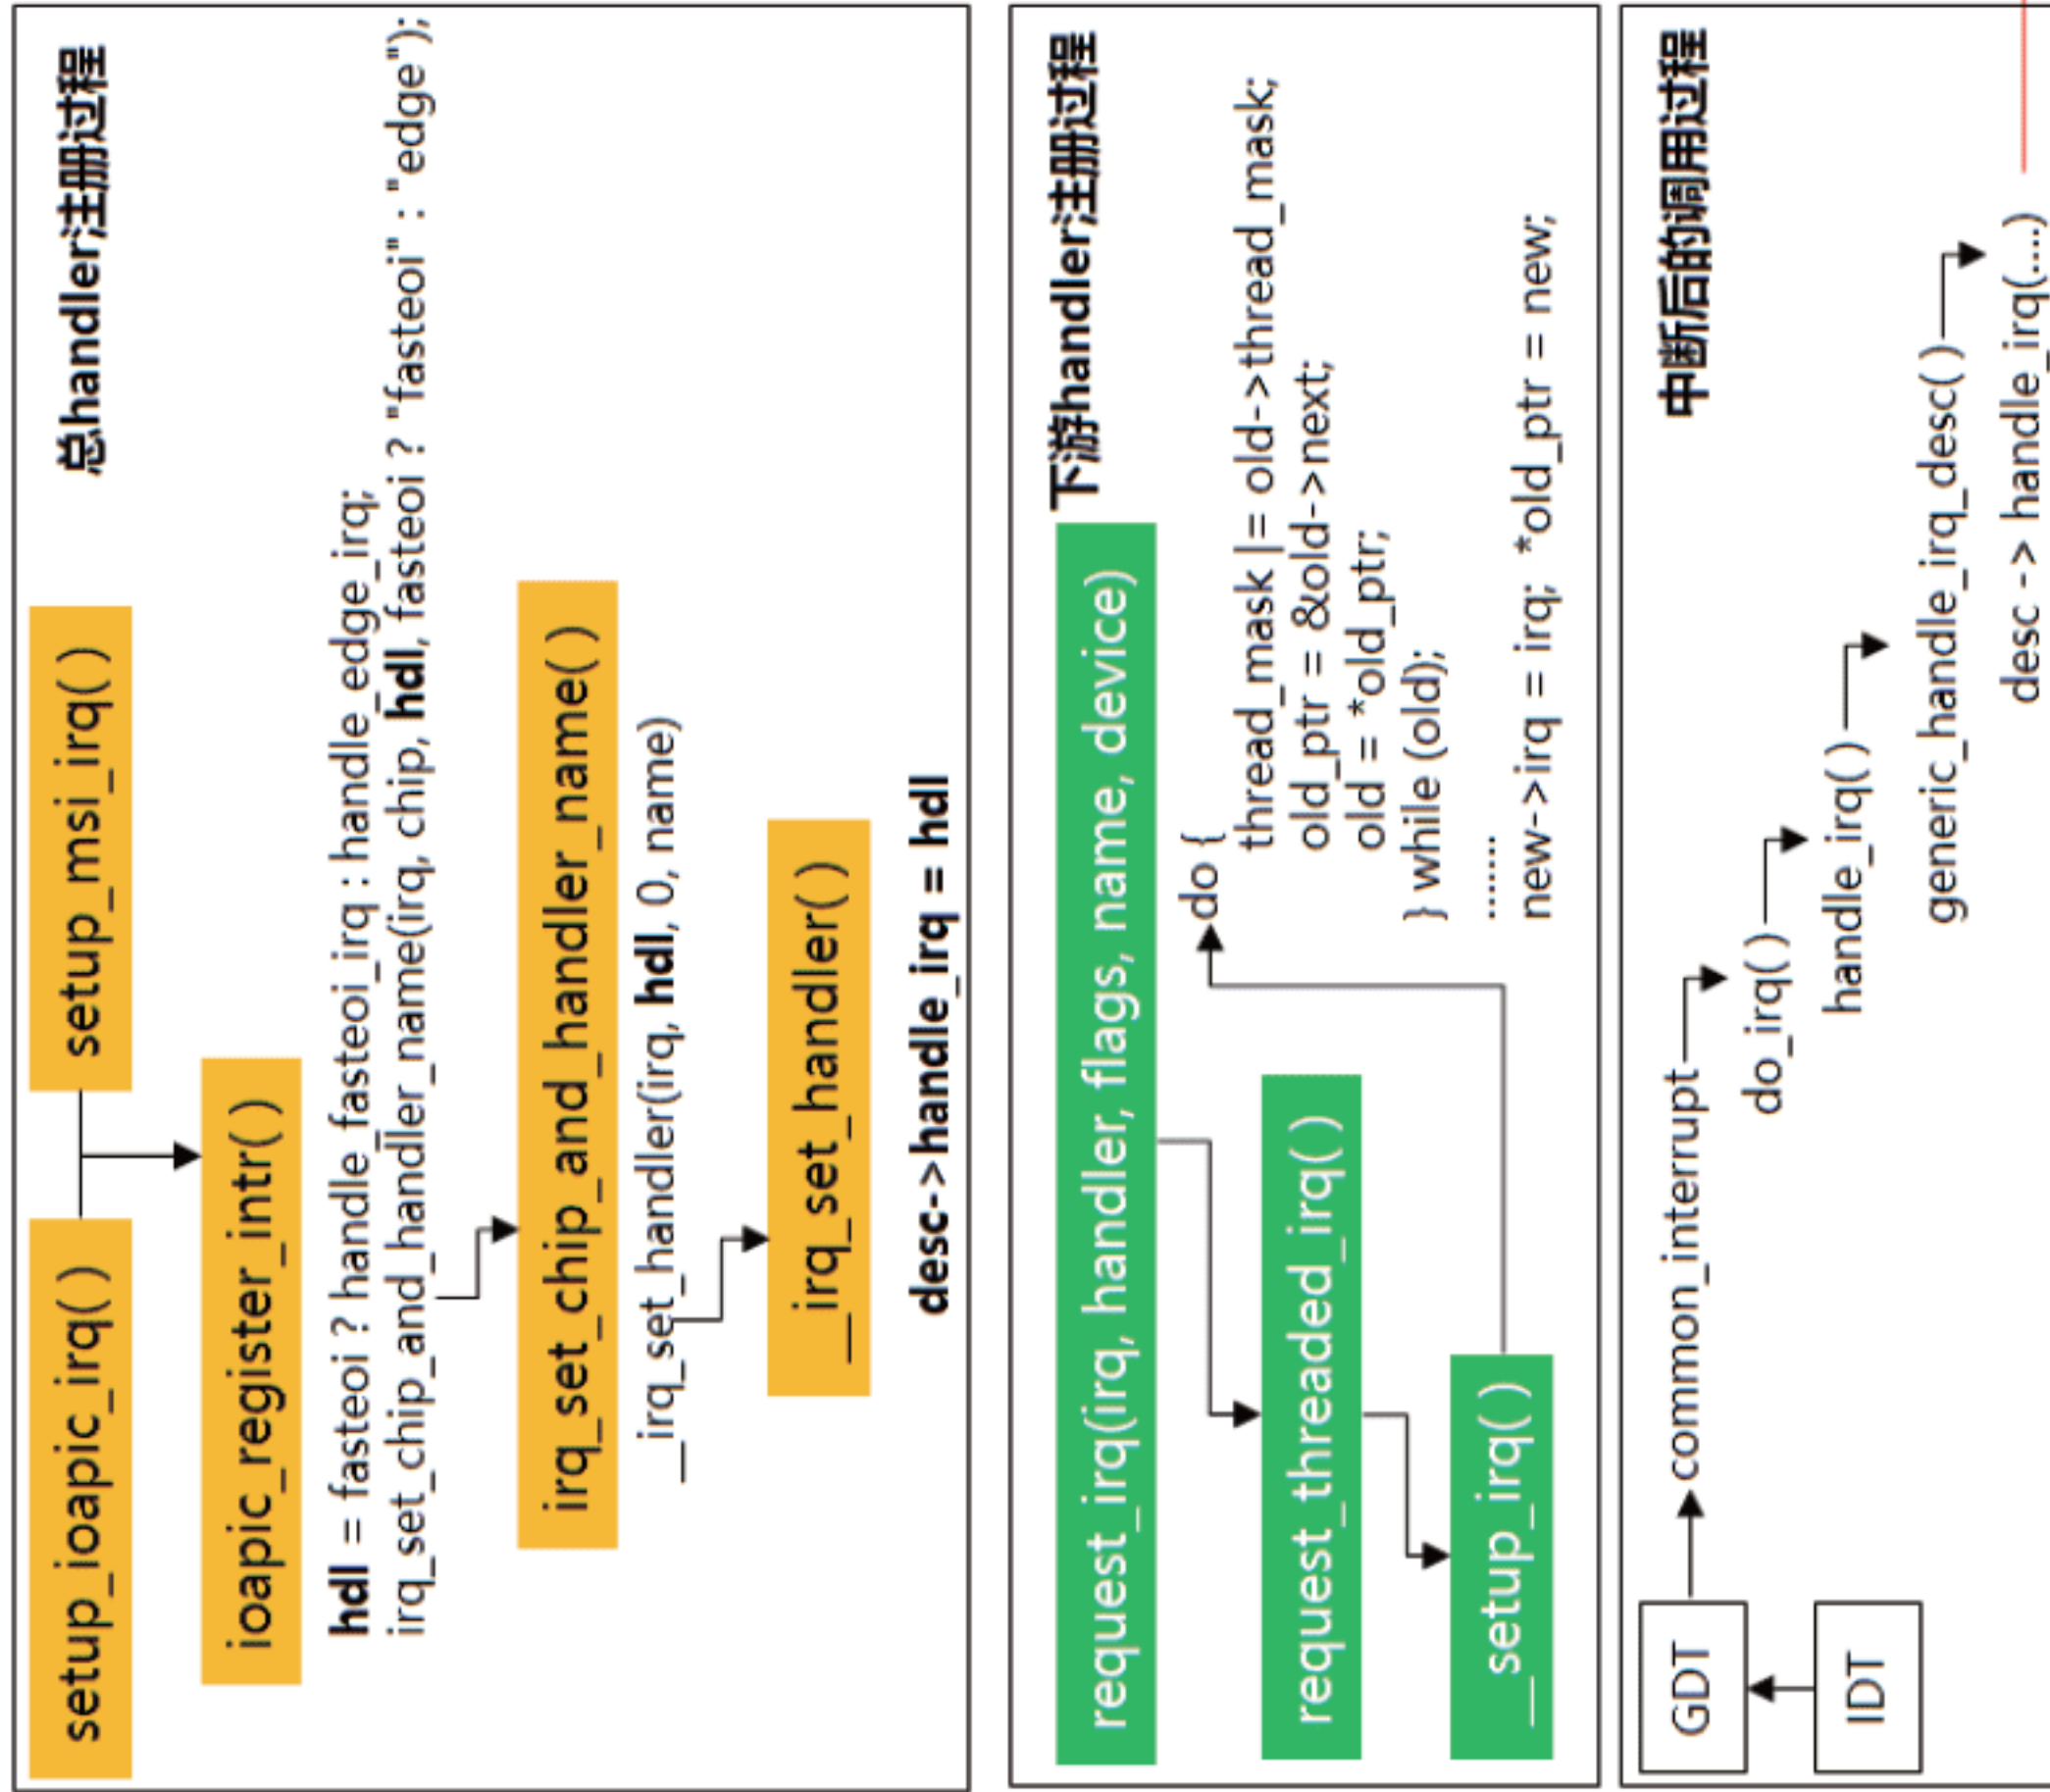 总handler注册过程
setup_ioapic_irq( )
setup_msi_irq( )
ioapic_register_intr( )
hdl = fasteoi ? handle_fasteoi_irq : handle_edge_irq;
irq_set_chip_and_handler_name(irq, chip, hdl, fasteoi ? "fasteoi" : "edge");
irq_set_chip_and_handler_name( )
__irq_set_handler(irq, hdl, 0, name)
__irq_set_handler( )
desc->handle_irq = hdl
下游handler注册过程
request_irq(irq, handler, flags, name, device)
request_threaded_irq( )
__setup_irq( )
do {
thread_mask |= old->thread_mask;
old_ptr = &old->next;
old = *old_ptr;
} while (old);
.......
new->irq = irq; *old_ptr = new;
中断后的调用过程
GDT
IDT
common_interrupt
do_irq( )
handle_irq( )
generic_handle_irq_desc( )
desc -> handle_irq(....)